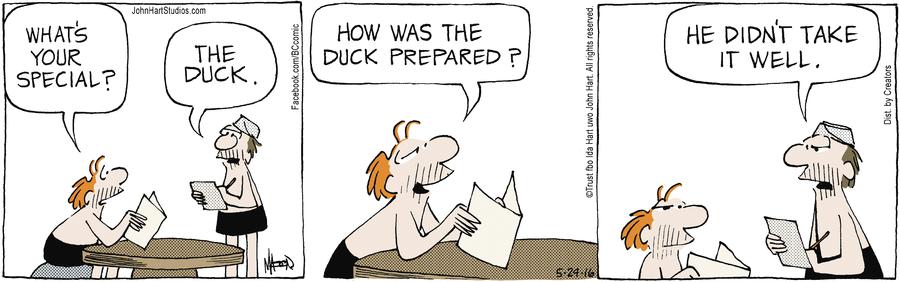 JohnHartStudios.com
WHAT'S
YOUR
SPECIAL?
THE
DUCK.
Facebook.com/BCcomic
HOW WAS THE
DUCK PREPARED?
5-24-16
©Trust fbo Ida Hart uwo John Hart. All rights reserved.
HE DIDN'T TAKE
IT WELL.
Dist. by Creators